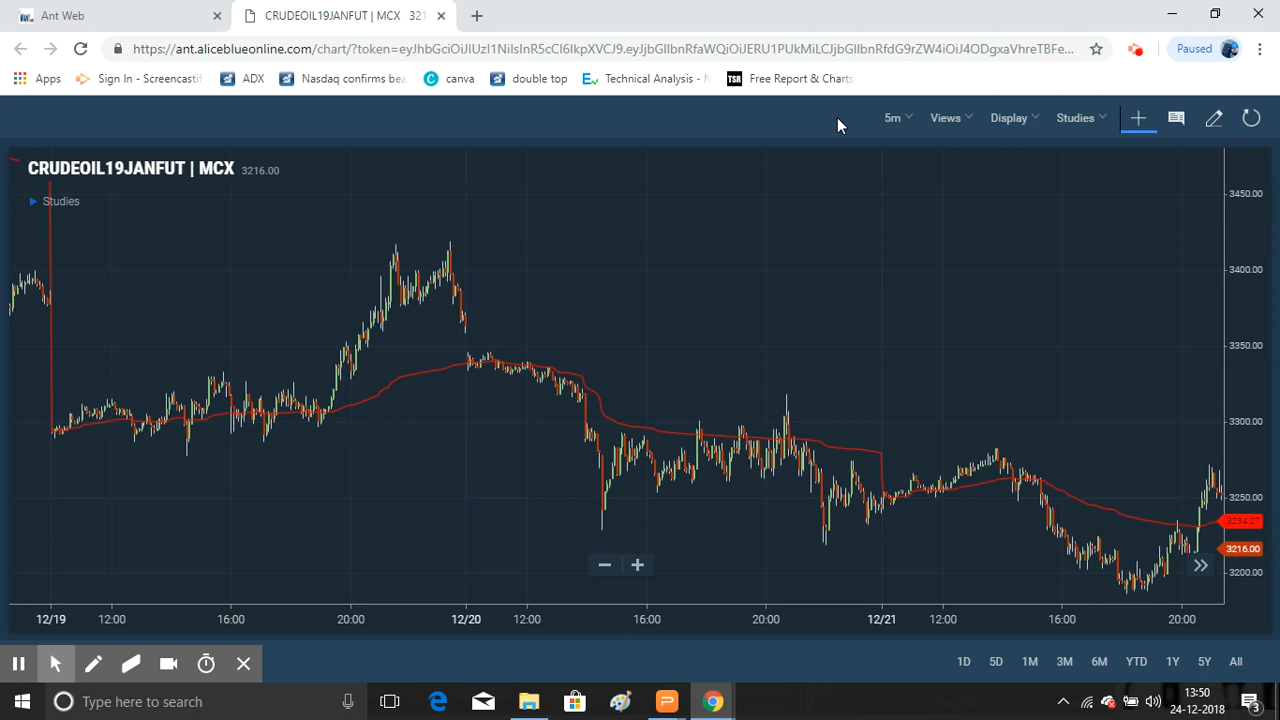 Ant Web
CRUDEOIL19JANFUT | MCX 321
https://ant.aliceblueonline.com/chart/?token=eyJhbGciOiJIUzI1NiIsInR5cCI6IkpXVCJ9.eyJjbGllbnRfaWQiOiJERU1PUkMiLCJjbGllbnRfdG9rZW4iOiJ4ODgxaVhreTBFe...
Paused
Apps
Sign In - Screencastif
ADX
Nasdaq confirms bea
canva
double top
Technical Analysis -
TSR
Free Report & Charts
5m
Views
Display
Studies
CRUDEOIL19JANFUT | MCX 3216.00
Studies
3450.00
3400.00
3350.00
3300.00
3250.00
3234.27
3216.00
3200.00
12/19 12:00 16:00 20:00 12/20 12:00 16:00 20:00 12/21 12:00 16:00 20:00
1D 5D 1M 3M 6M YTD 1Y 5Y All
Type here to search
13:50
24-12-2018
3